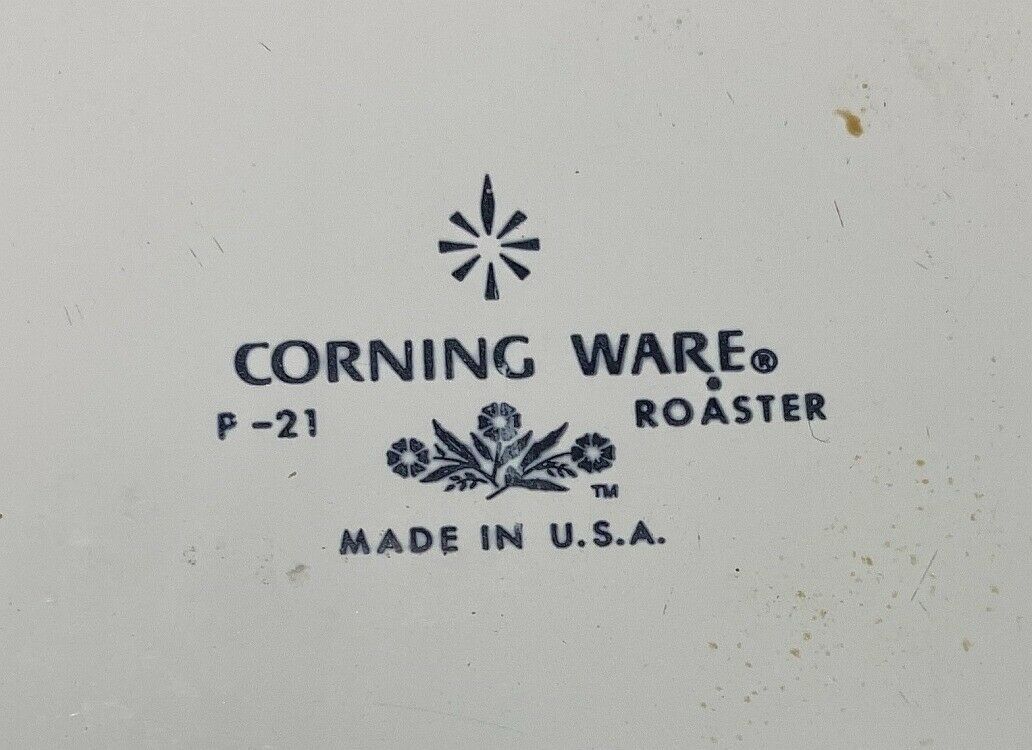 CORNING WARE®
P-21 ROASTER
TM
MADE IN U.S.A.